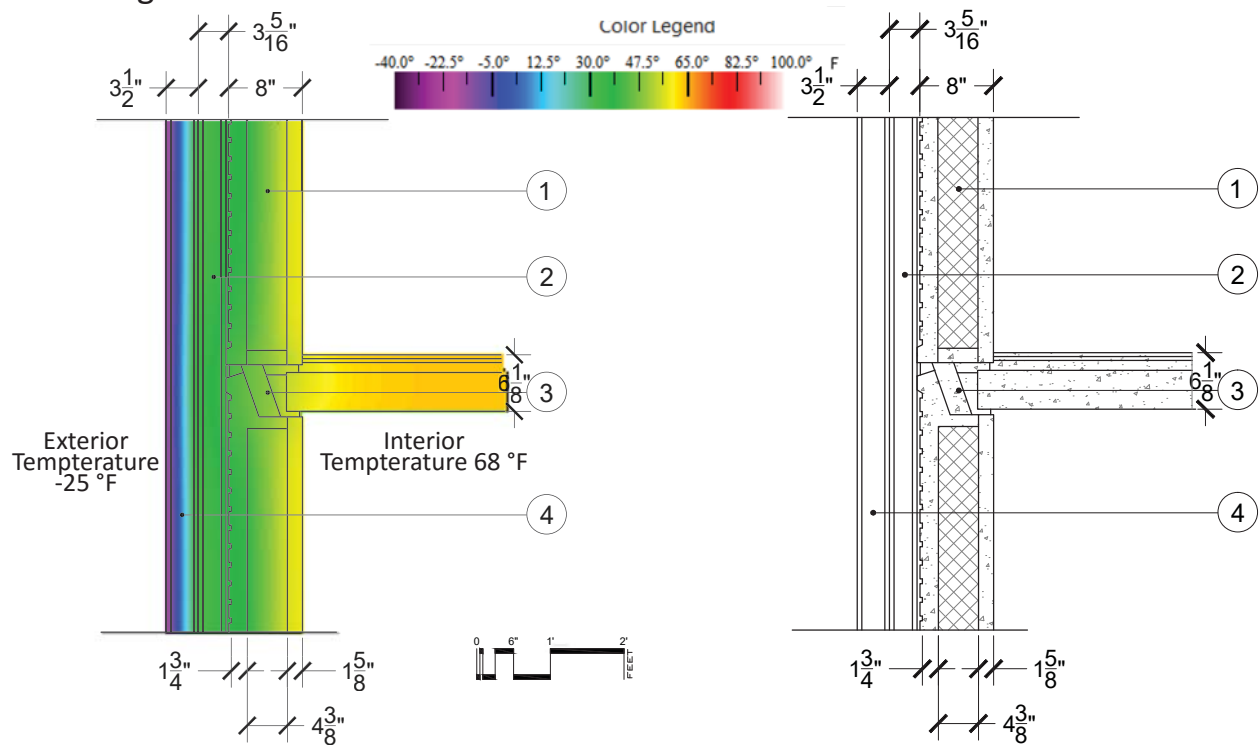 3 5/16"
3 1/2"
8"
Color Legend
-40.0° -22.5° -5.0° 12.5° 30.0° 47.5° 65.0° 82.5° 100.0° F
3 5/16"
3 1/2"
8"
1
2
3
4
6 1/8"
Exterior
Tempterature
-25 °F
Interior
Tempterature 68 °F
1 3/4"
1 5/8"
4 3/8"
0 6" 1' 2'
FEET
1
2
3
4
6 1/8"
1 3/4"
1 5/8"
4 3/8"